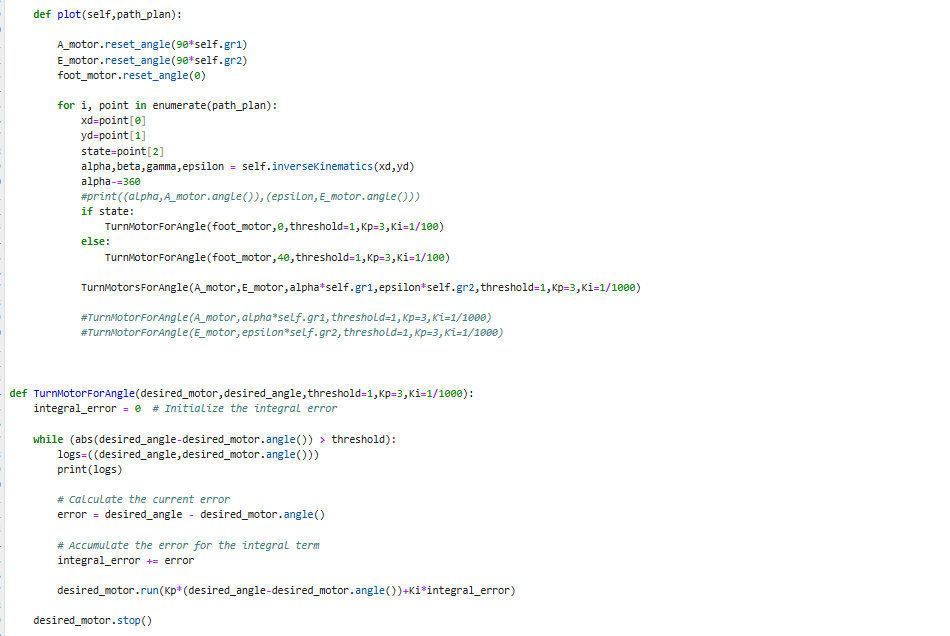 def plot(self,path_plan):
A_motor.reset_angle(90*self.gr1)
E_motor.reset_angle(90*self.gr2)
foot_motor.reset_angle(0)
for i, point in enumerate(path_plan):
xd=point[0]
yd=point[1]
state=point[2]
alpha,beta,gamma,epsilon = self.inverseKinematics(xd,yd)
alpha-=360
#print((alpha,A_motor.angle()),(epsilon,E_motor.angle()))
if state:
TurnMotorForAngle(foot_motor,0,threshold=1,Kp=3,Ki=1/100)
else:
TurnMotorForAngle(foot_motor,40,threshold=1,Kp=3,Ki=1/100)
TurnMotorsForAngle(A_motor,E_motor,alpha*self.gr1,epsilon*self.gr2,threshold=1,Kp=3,Ki=1/1000)
#TurnMotorForAngle(A_motor,alpha*self.gr1,threshold=1,Kp=3,Ki=1/1000)
#TurnMotorForAngle(E_motor,epsilon*self.gr2,threshold=1,Kp=3,Ki=1/1000)
def TurnMotorForAngle(desired_motor,desired_angle,threshold=1,Kp=3,Ki=1/1000):
integral_error = 0  # Initialize the integral error
while (abs(desired_angle-desired_motor.angle()) > threshold):
logs=((desired_angle,desired_motor.angle()))
print(logs)
# Calculate the current error
error = desired_angle - desired_motor.angle()
# Accumulate the error for the integral term
integral_error += error
desired_motor.run(Kp*(desired_angle-desired_motor.angle())+Ki*integral_error)
desired_motor.stop()